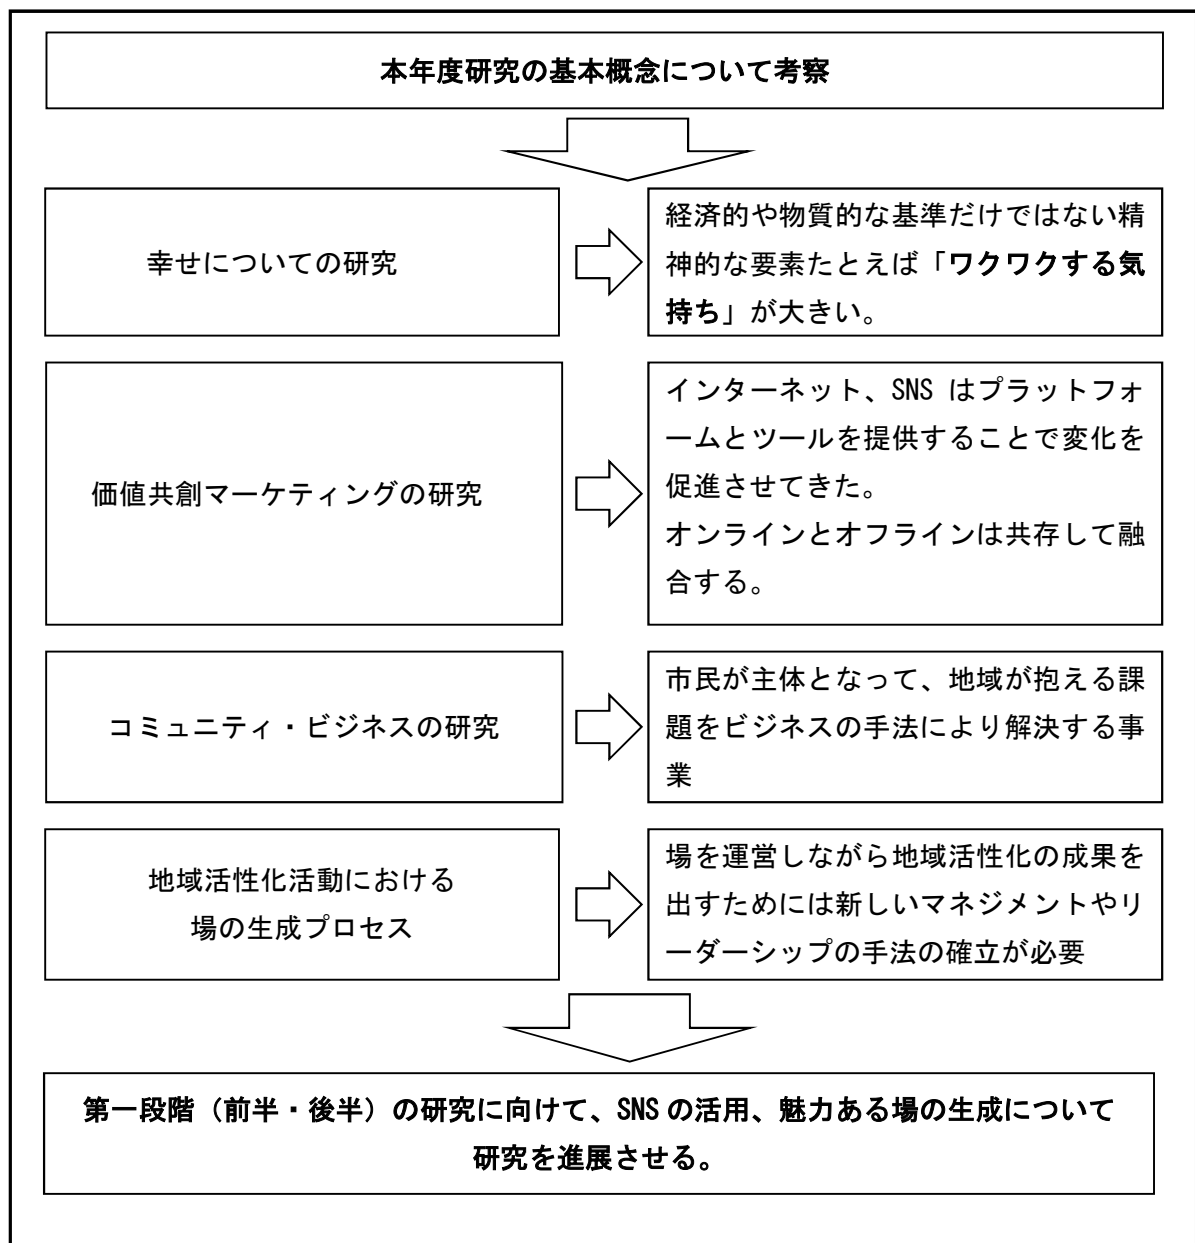 本年度研究の基本概念について考察
幸せについての研究
経済的や物質的な基準だけではない精
神的な要素たとえば「ワクワクする気
持ち」が大きい。
価値共創マーケティングの研究
インターネット、SNS はプラットフォ
ームとツールを提供することで変化を
促進させてきた。
オンラインとオフラインは共存して融
合する。
コミュニティ・ビジネスの研究
市民が主体となって、地域が抱える課
題をビジネスの手法により解決する事
業
地域活性化活動における
場の生成プロセス
場を運営しながら地域活性化の成果を
出すためには新しいマネジメントやリ
ーダーシップの手法の確立が必要
第一段階（前半・後半）の研究に向けて、SNS の活用、魅力ある場の生成について
研究を進展させる。